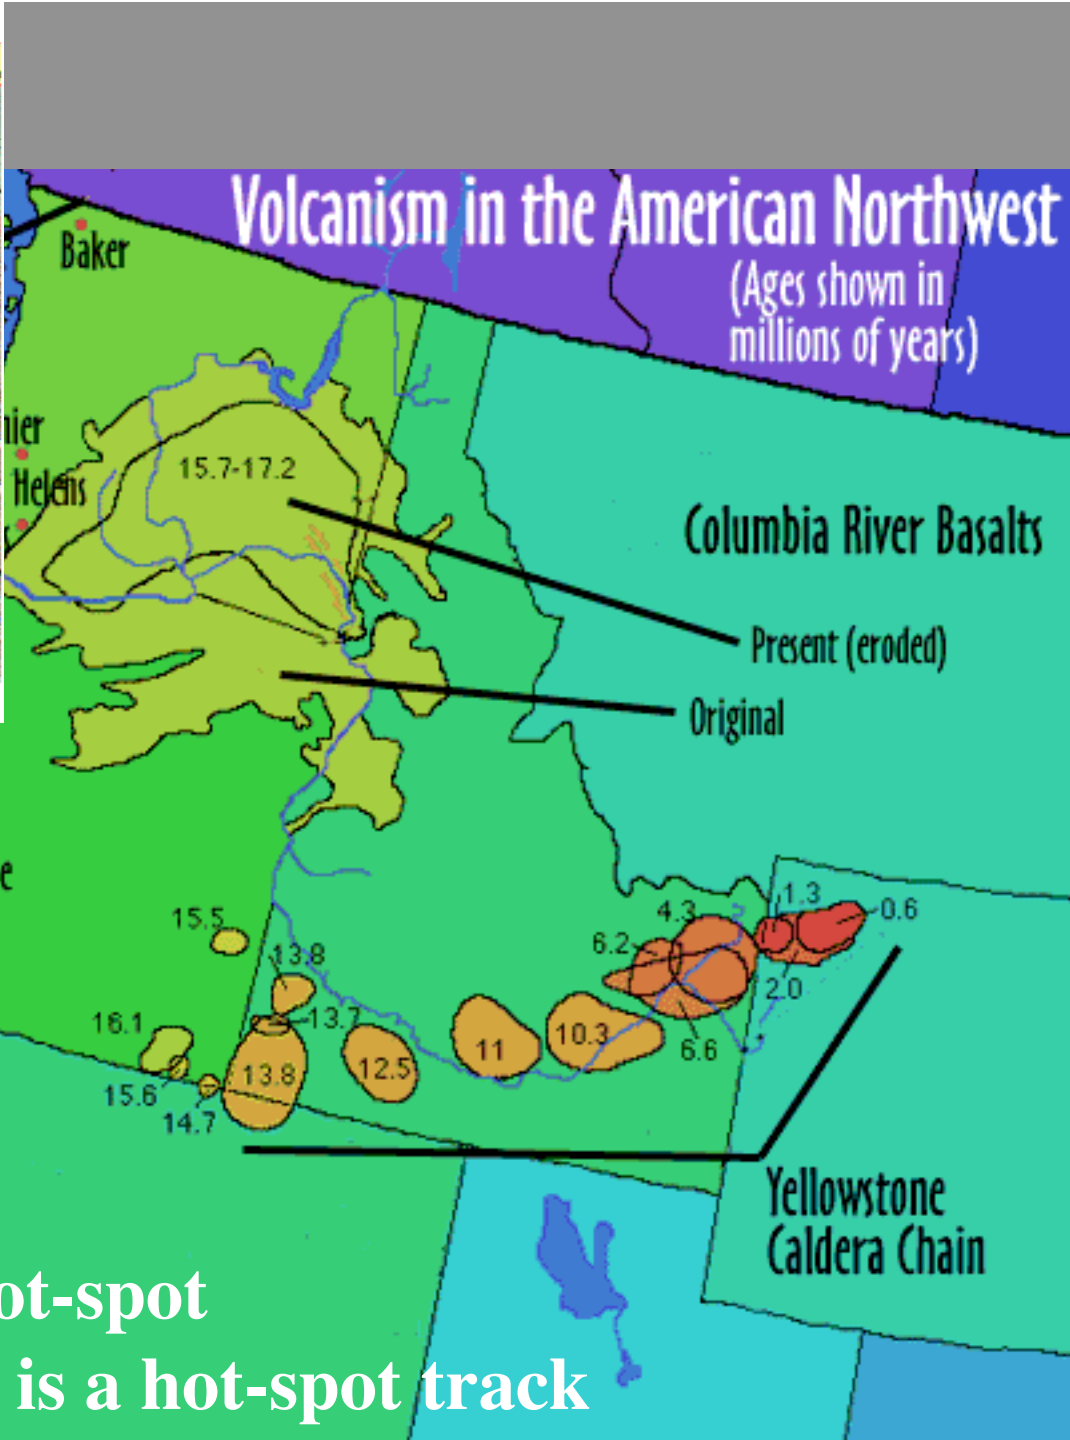 Volcanism in the American Northwest
(Ages shown in
millions of years)
Baker
nier
Helens
15.7-17.2
Columbia River Basalts
Present (eroded)
Original
e
15.5
13.8
4.3
1.3
0.6
6.2
2.0
16.1
13.7
15.6
14.7
13.8
12.5
11
10.3
6.6
Yellowstone
Caldera Chain
ot-spot
is a hot-spot track